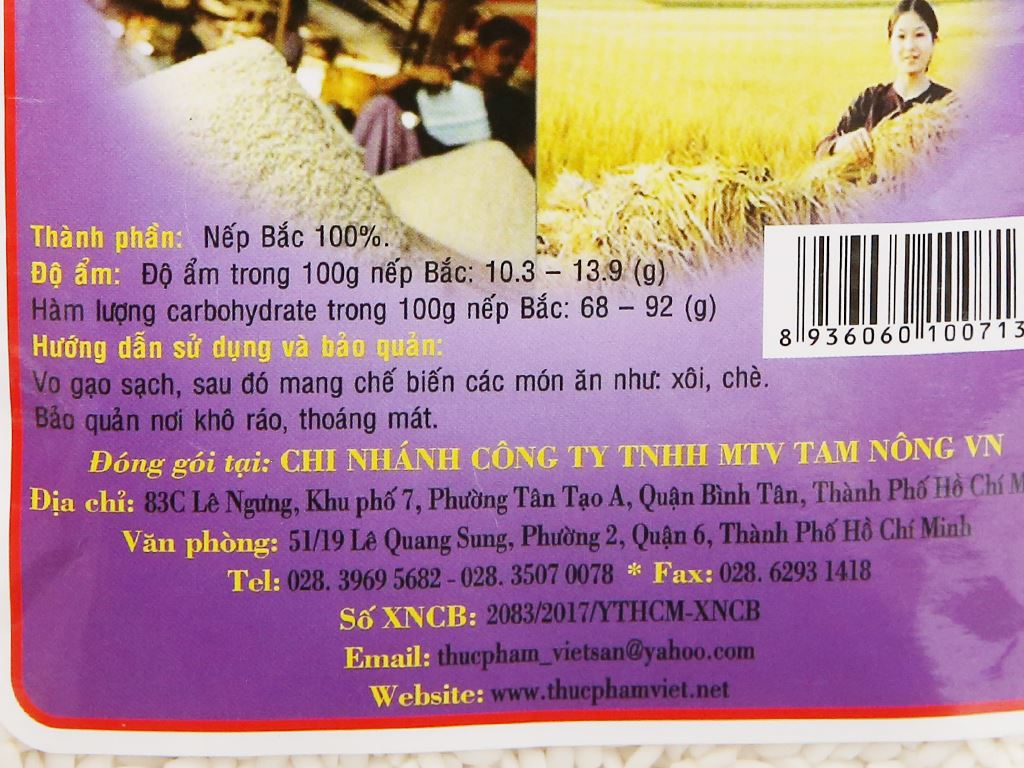 Thành phần: Nếp Bắc 100%.
Độ ẩm: Độ ẩm trong 100g nếp Bắc: 10.3 – 13.9 (g)
Hàm lượng carbohydrate trong 100g nếp Bắc: 68 – 92 (g)
8 936060 100713
Hướng dẫn sử dụng và bảo quản:
Vo gạo sạch, sau đó mang chế biến các món ăn như: xôi, chè.
Bảo quản nơi khô ráo, thoáng mát.
Đóng gói tại: CHI NHÁNH CÔNG TY TNHH MTV TAM NÔNG VN
Địa chỉ: 83C Lê Ngưng, Khu phố 7, Phường Tân Tạo A, Quận Bình Tân, Thành Phố Hồ Chí M
Văn phòng: 51/19 Lê Quang Sung, Phường 2, Quận 6, Thành Phố Hồ Chí Minh
Tel: 028. 3969 5682 - 028. 3507 0078 * Fax: 028. 6293 1418
Số XNCB: 2083/2017/YTHCM-XNCB
Email: thucpham_vietsan@yahoo.com
Website: www.thucphamviet.net